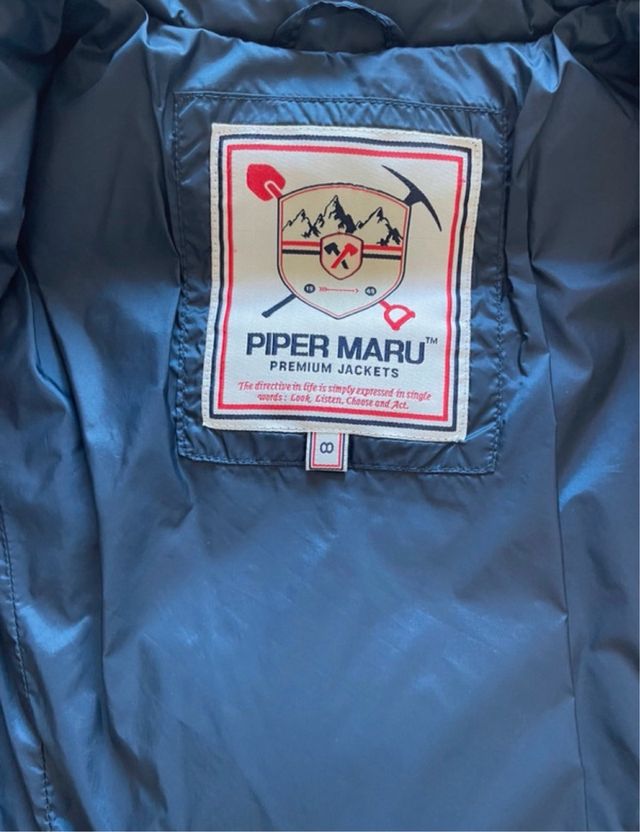 19 45
PIPER MARU™
PREMIUM JACKETS
The directive in life is simply expressed in single
words : Look, Listen, Choose and Act.
8